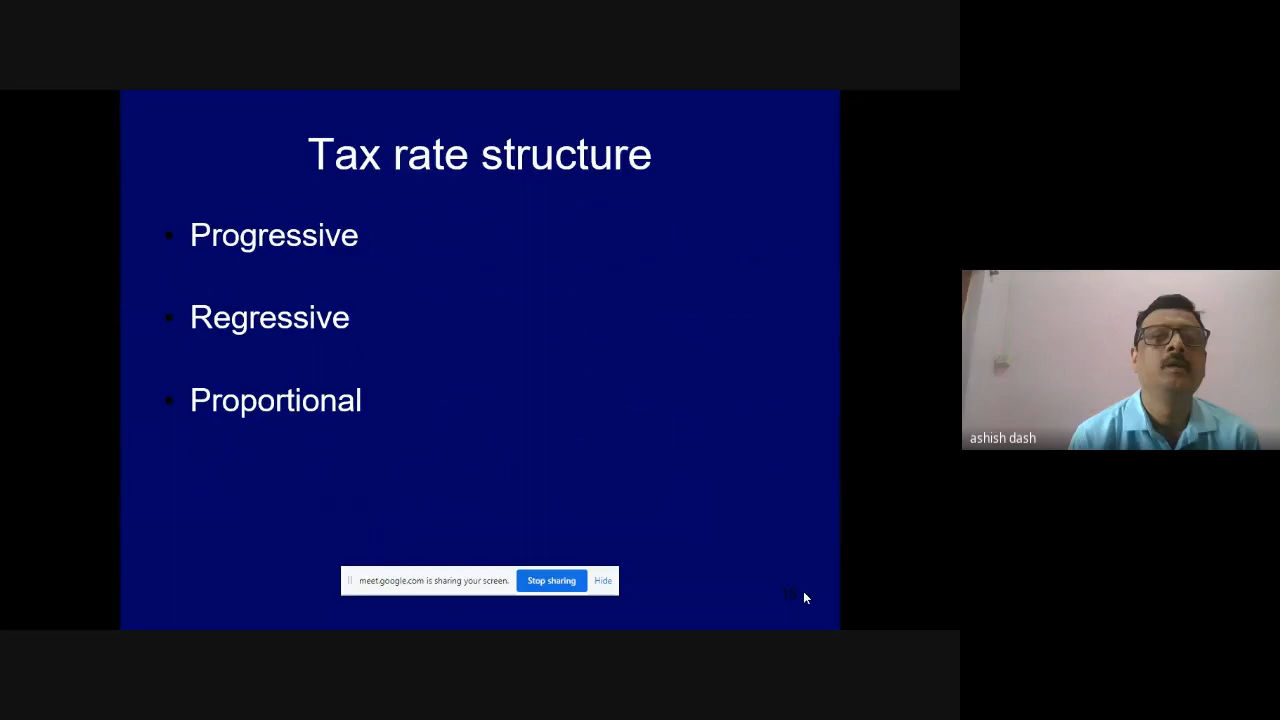 Tax rate structure
Progressive
Regressive
Proportional
ashish dash
meet.google.com is sharing your screen.
Stop sharing
Hide